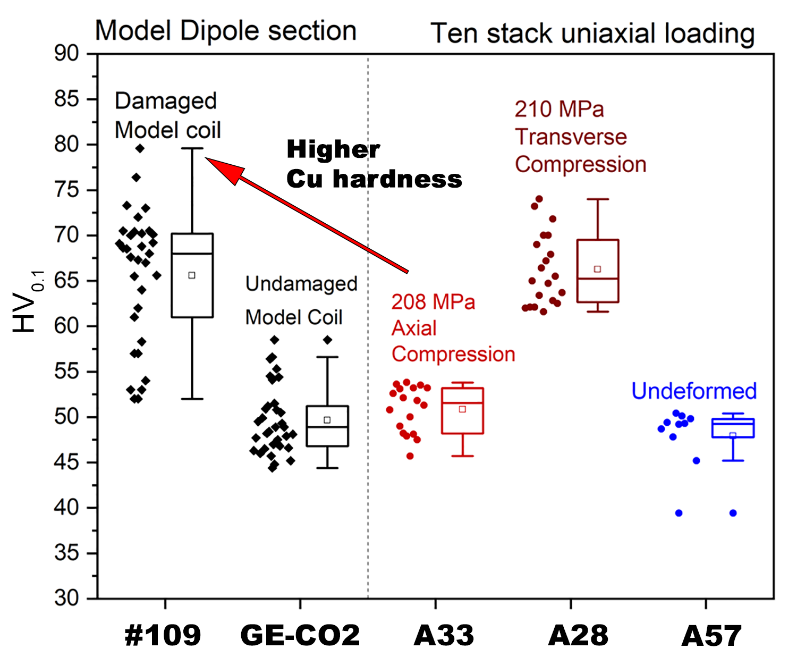 Model Dipole section
Ten stack uniaxial loading
90
85
80
75
70
65
60
55
50
45
40
35
30
HV0.1
Damaged
Model coil
Higher
Cu hardness
210 MPa
Transverse
Compression
Undamaged
Model Coil
208 MPa
Axial
Compression
Undeformed
#109
GE-CO2
A33
A28
A57